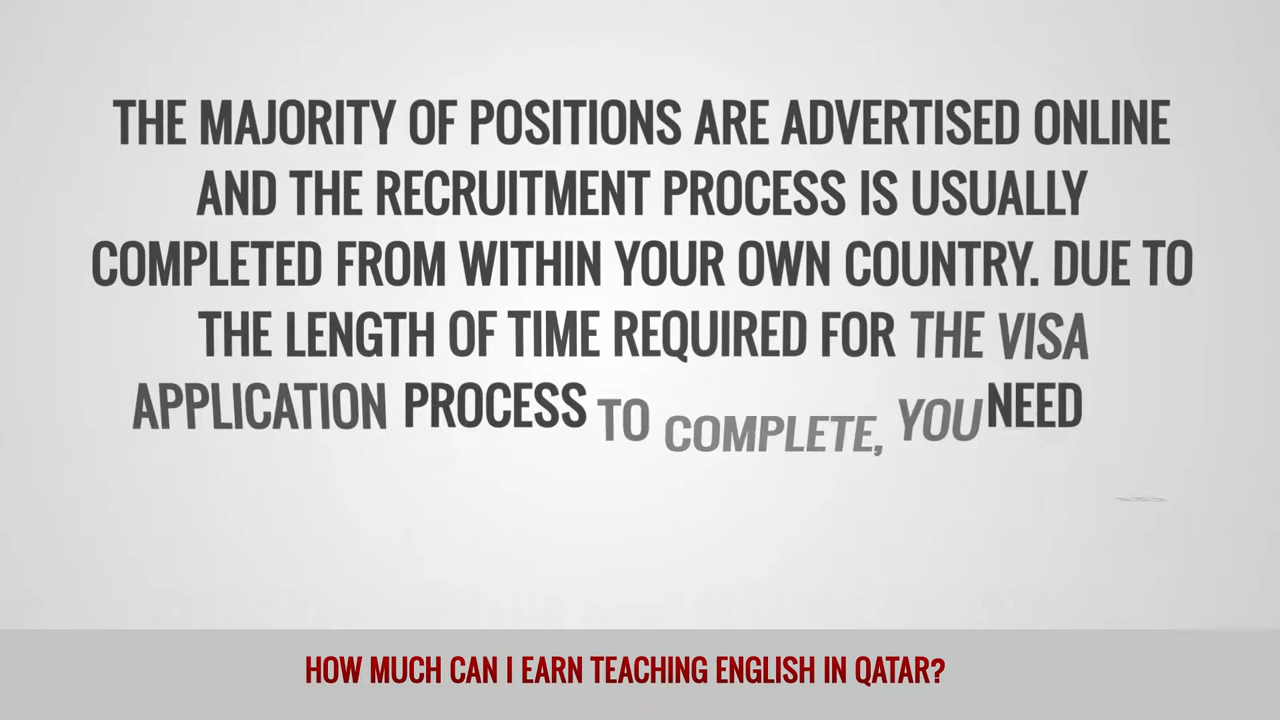 THE MAJORITY OF POSITIONS ARE ADVERTISED ONLINE
AND THE RECRUITMENT PROCESS IS USUALLY
COMPLETED FROM WITHIN YOUR OWN COUNTRY. DUE TO
THE LENGTH OF TIME REQUIRED FOR THE VISA
APPLICATION PROCESS TO COMPLETE, YOU NEED
HOW MUCH CAN I EARN TEACHING ENGLISH IN QATAR?